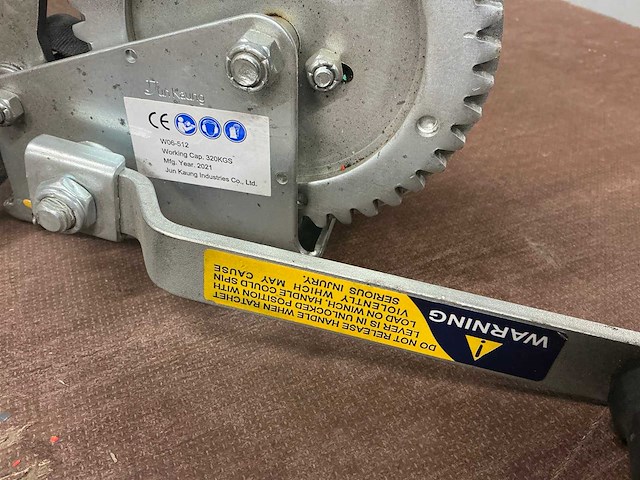 Jun Kaung
CE
W06-512
Working Cap. 320KGS
Mfg. Year. 2021
Jun Kaung Industries Co., Ltd.
WARNING
DO NOT RELEASE HANDLE WHEN RATCHET
LEVER IS IN UNLOCKED POSITION WITH
LOAD ON WINCH, HANDLE COULD SPIN
VIOLENTLY WHICH MAY CAUSE
SERIOUS INJURY.